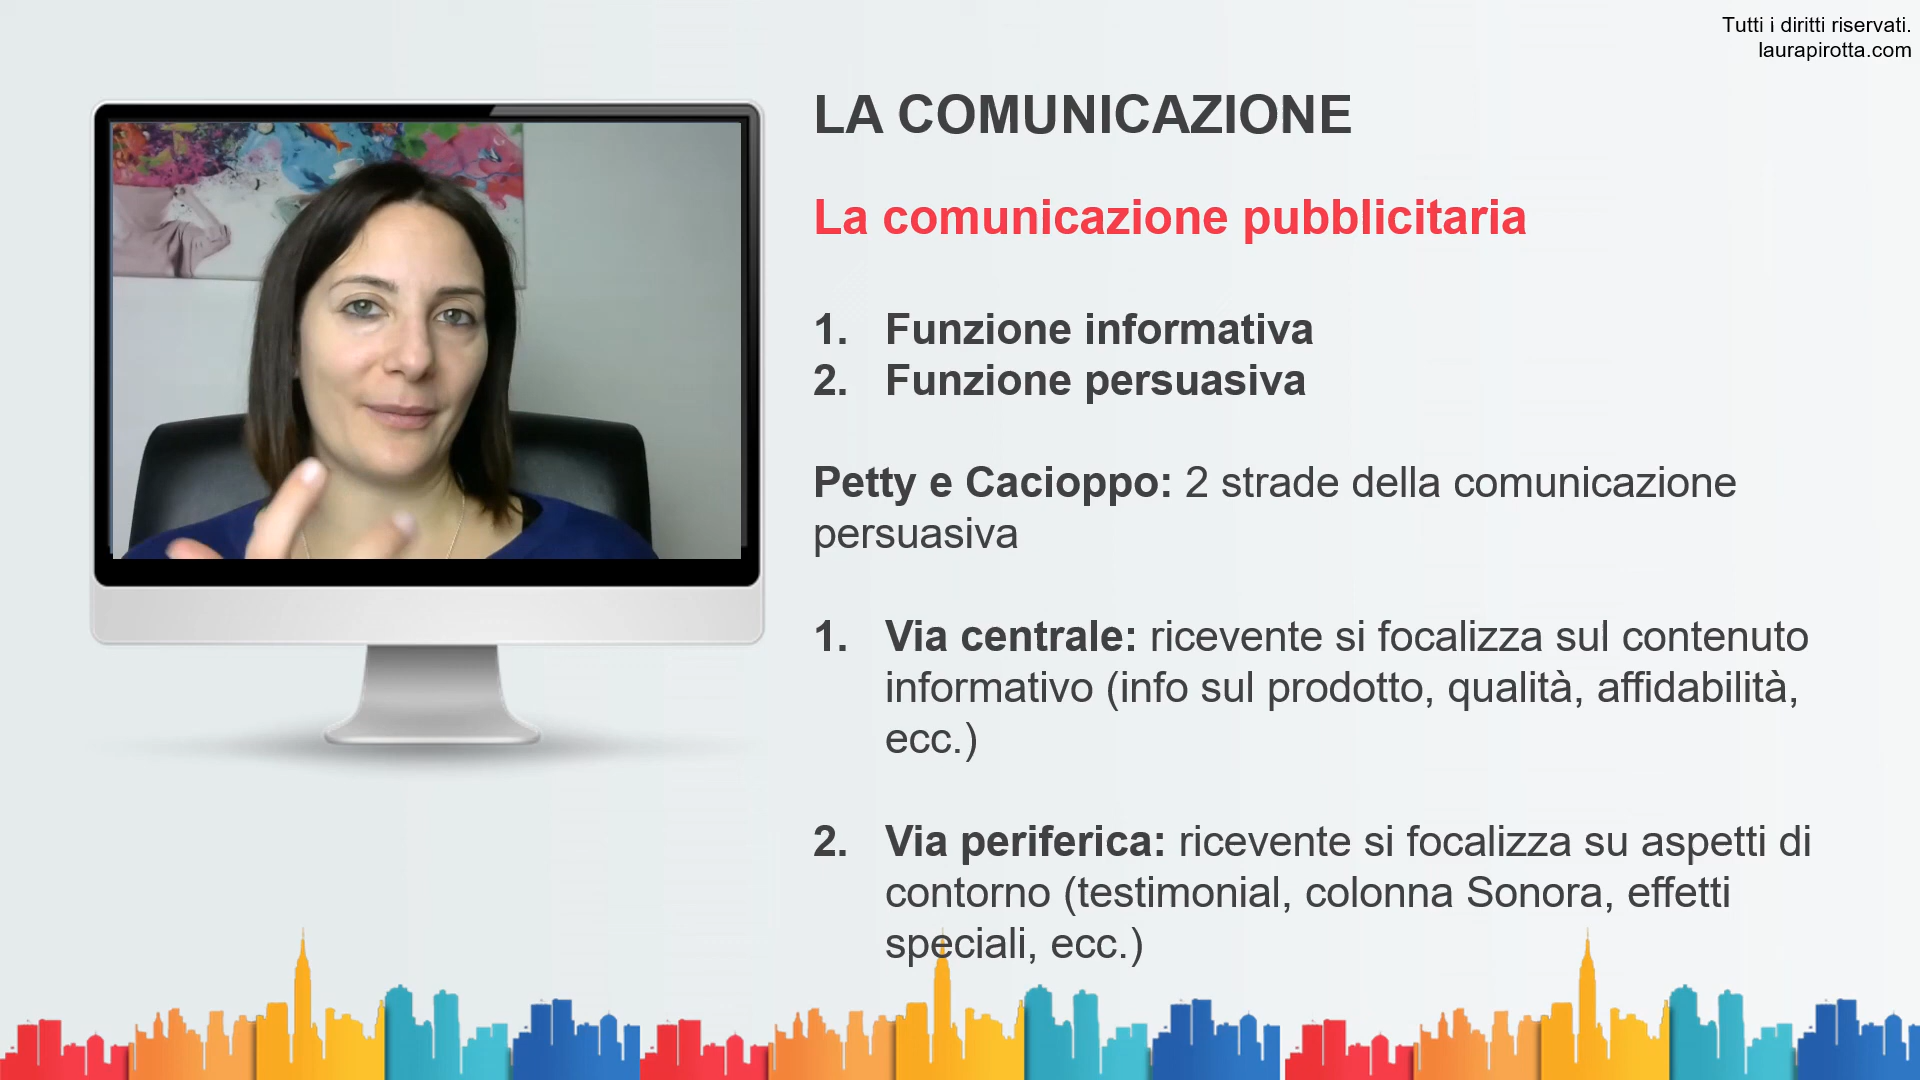 Tutti i diritti riservati.
laurapirotta.com
LA COMUNICAZIONE
La comunicazione pubblicitaria
1. Funzione informativa
2. Funzione persuasiva
Petty e Cacioppo: 2 strade della comunicazione
persuasiva
1. Via centrale: ricevente si focalizza sul contenuto
informativo (info sul prodotto, qualità, affidabilità,
ecc.)
2. Via periferica: ricevente si focalizza su aspetti di
contorno (testimonial, colonna Sonora, effetti
speciali, ecc.)